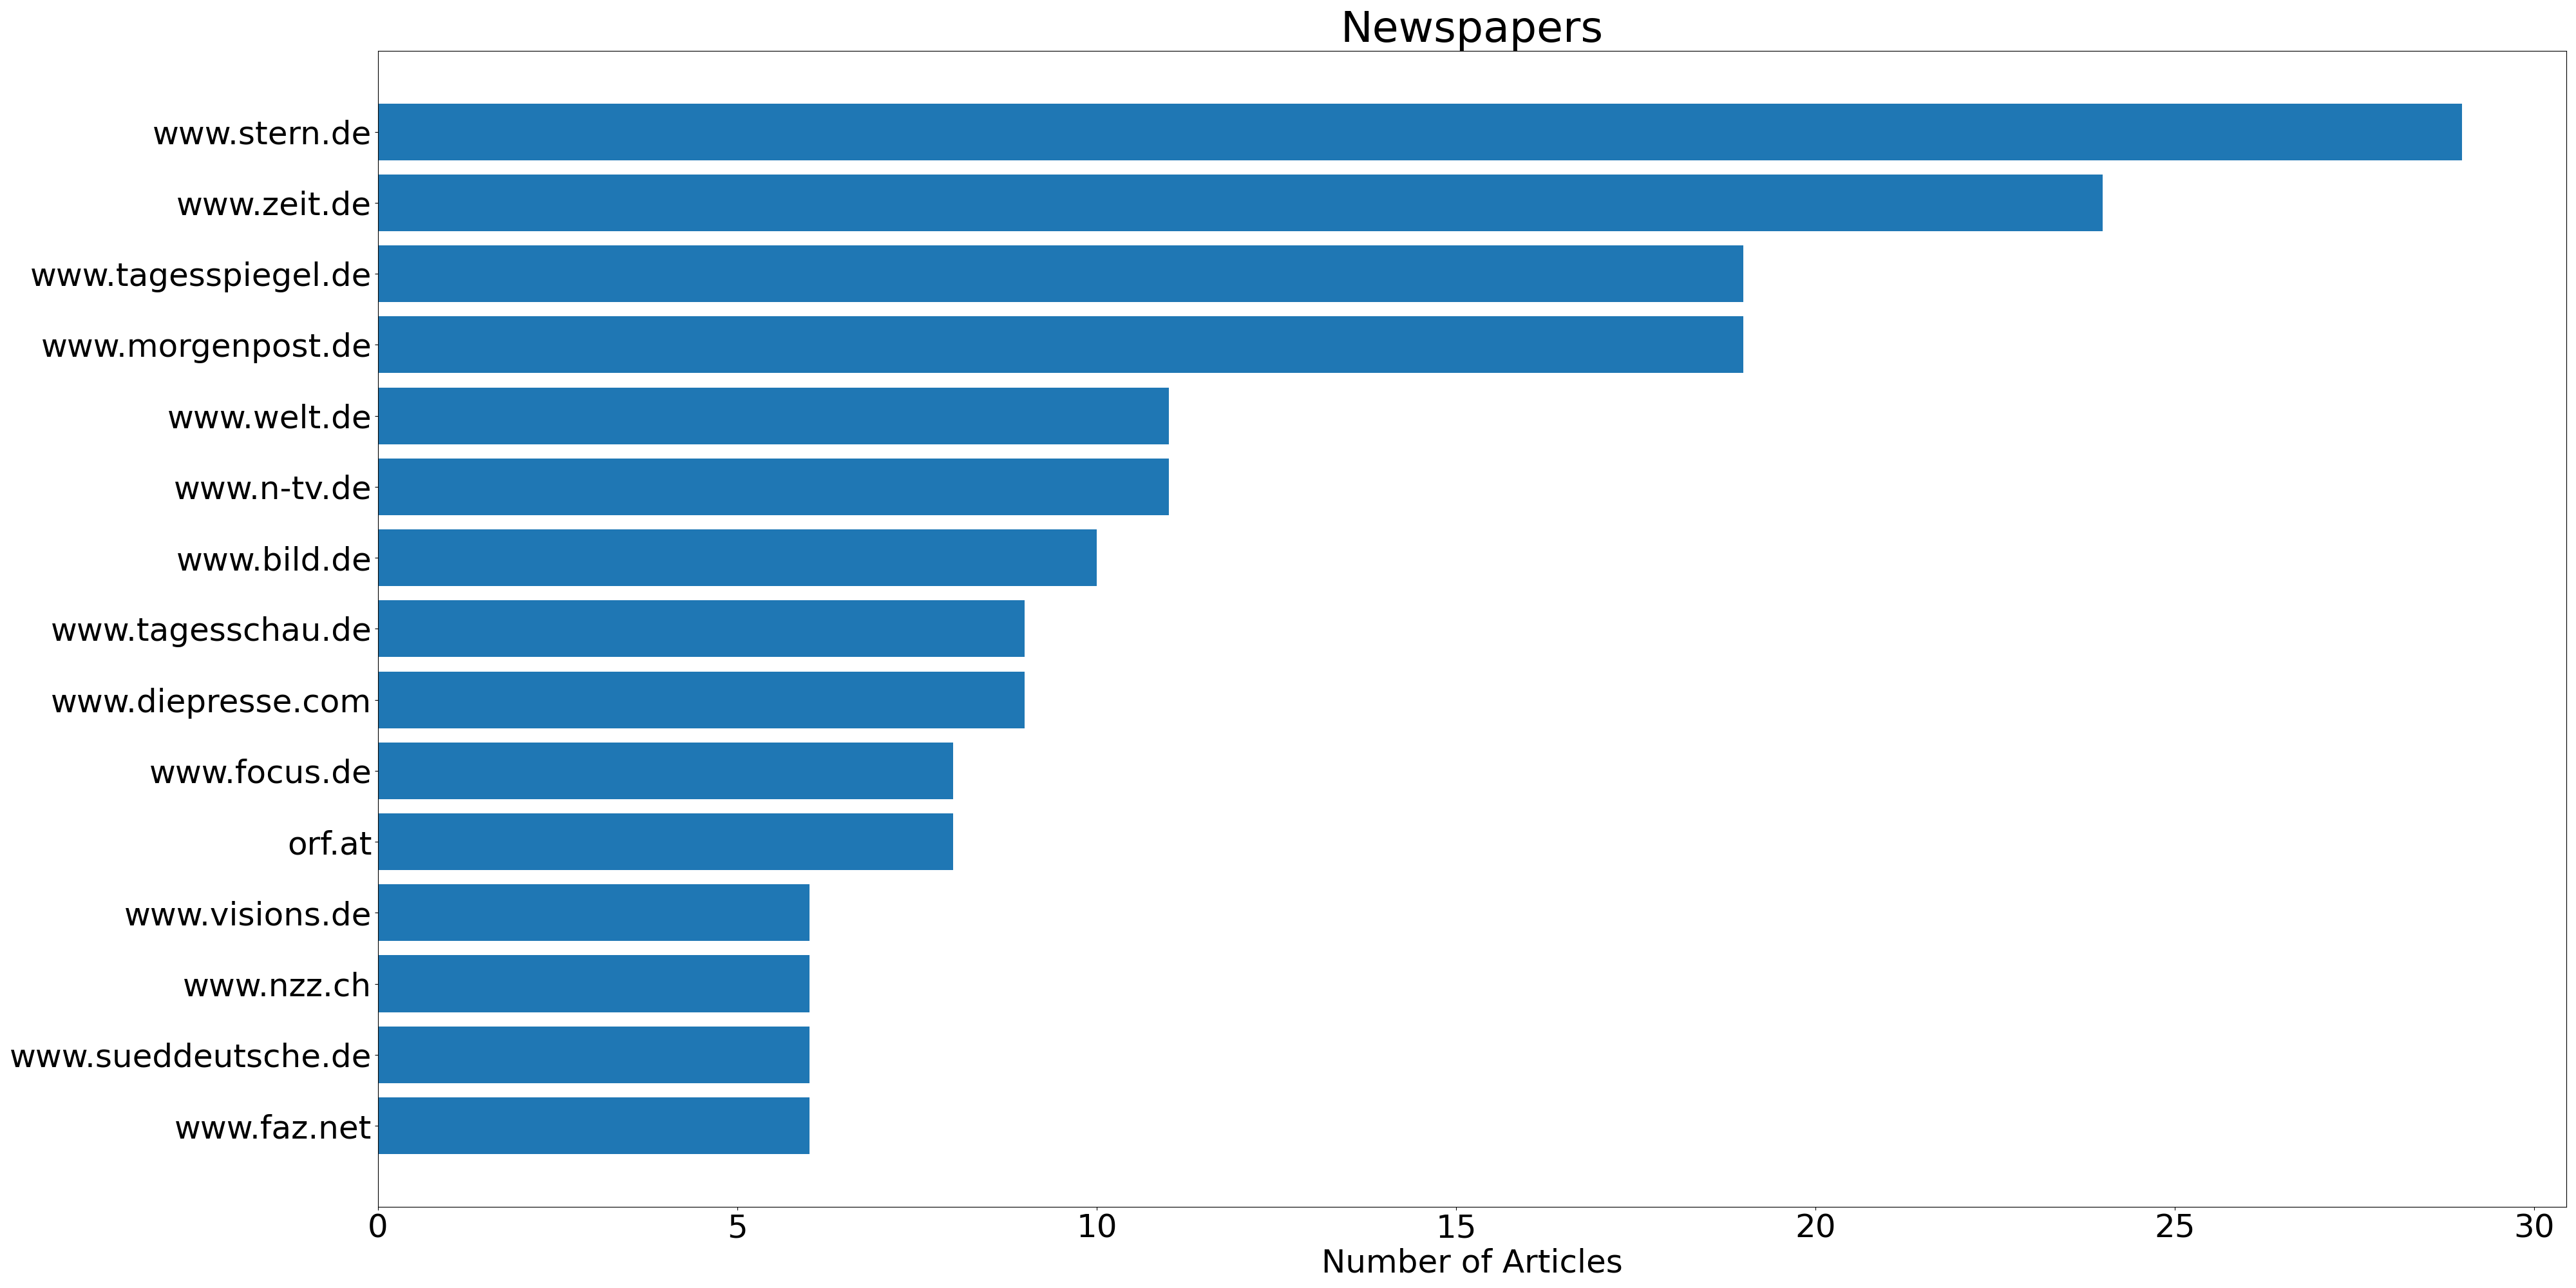 Newspapers
www.stern.de
www.zeit.de
www.tagesspiegel.de
www.morgenpost.de
www.welt.de
www.n-tv.de
www.bild.de
www.tagesschau.de
www.diepresse.com
www.focus.de
orf.at
www.visions.de
www.nzz.ch
www.sueddeutsche.de
www.faz.net
0 5 10 15 20 25 30
Number of Articles